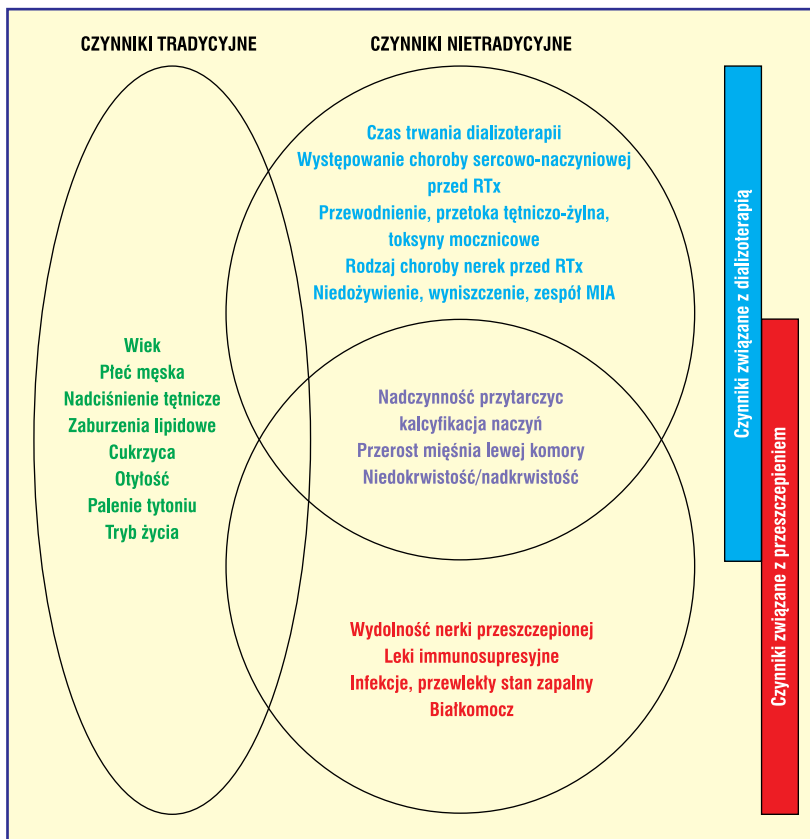 CZYNNIKI TRADYCYJNE
CZYNNIKI NIETRADYCYJNE
Czas trwania dializoterapii
Występowanie choroby sercowo-naczyniowej
przed RTx
Przewodnienie, przetoka tętniczo-żylna,
toksyny mocznicowe
Rodzaj choroby nerek przed RTx
Niedożywienie, wyniszczenie, zespół MIA
Wiek
Płeć męska
Nadciśnienie tętnicze
Zaburzenia lipidowe
Cukrzyca
Otyłość
Palenie tytoniu
Tryb życia
Nadczynność przytarczyc
kalcyfikacja naczyń
Przerost mięśnia lewej komory
Niedokrwistość/nadkrwistość
Wydolność nerki przeszczepionej
Leki immunosupresyjne
Infekcje, przewlekły stan zapalny
Białkomocz
Czynniki związane z dializoterapią
Czynniki związane z przeszczepieniem